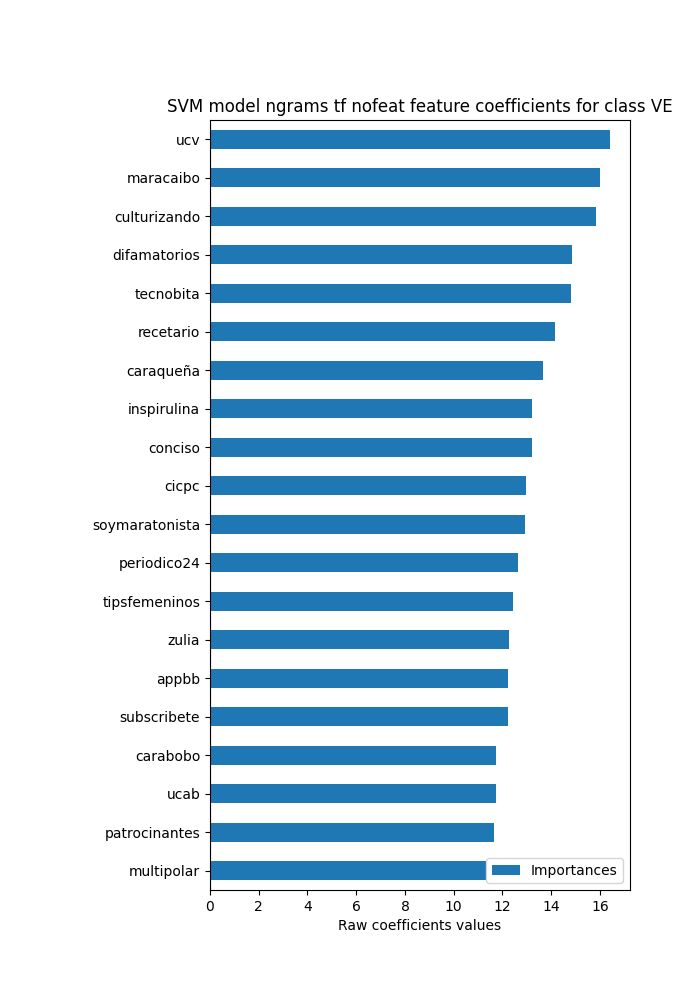 SVM model ngrams tf nofeat feature coefficients for class VE
ucv
maracaibo
culturizando
difamatorios
tecnobita
recetario
caraqueña
inspirulina
conciso
cicpc
soymaratonista
periodico24
tipsfemeninos
zulia
appbb
subscribete
carabobo
ucab
patrocinantes
multipolar
Importances
0 2 4 6 8 10 12 14 16
Raw coefficients values